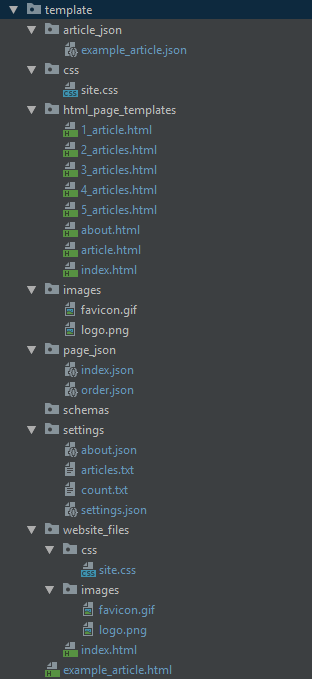 template
article_json
example_article.json
css
site.css
html_page_templates
1_article.html
2_articles.html
3_articles.html
4_articles.html
5_articles.html
about.html
article.html
index.html
images
favicon.gif
logo.png
page_json
index.json
order.json
schemas
settings
about.json
articles.txt
count.txt
settings.json
website_files
css
site.css
images
favicon.gif
logo.png
index.html
example_article.html